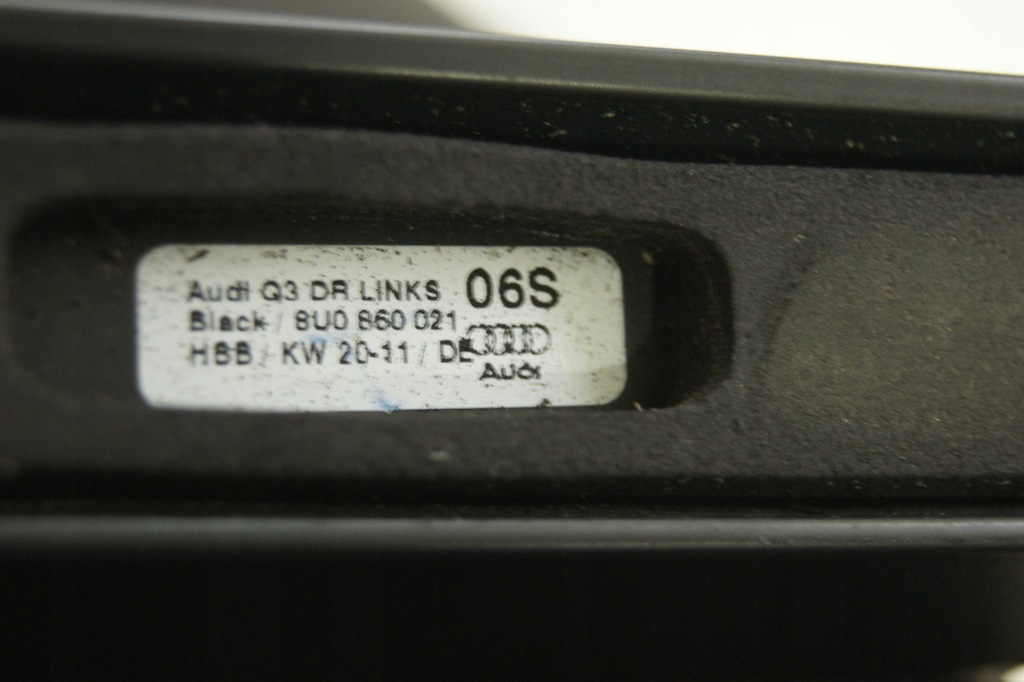 Audi Q3 DR LINKS 06S
Black / 8U0 860 021
HBB / KW 20-11 / DE
Audi